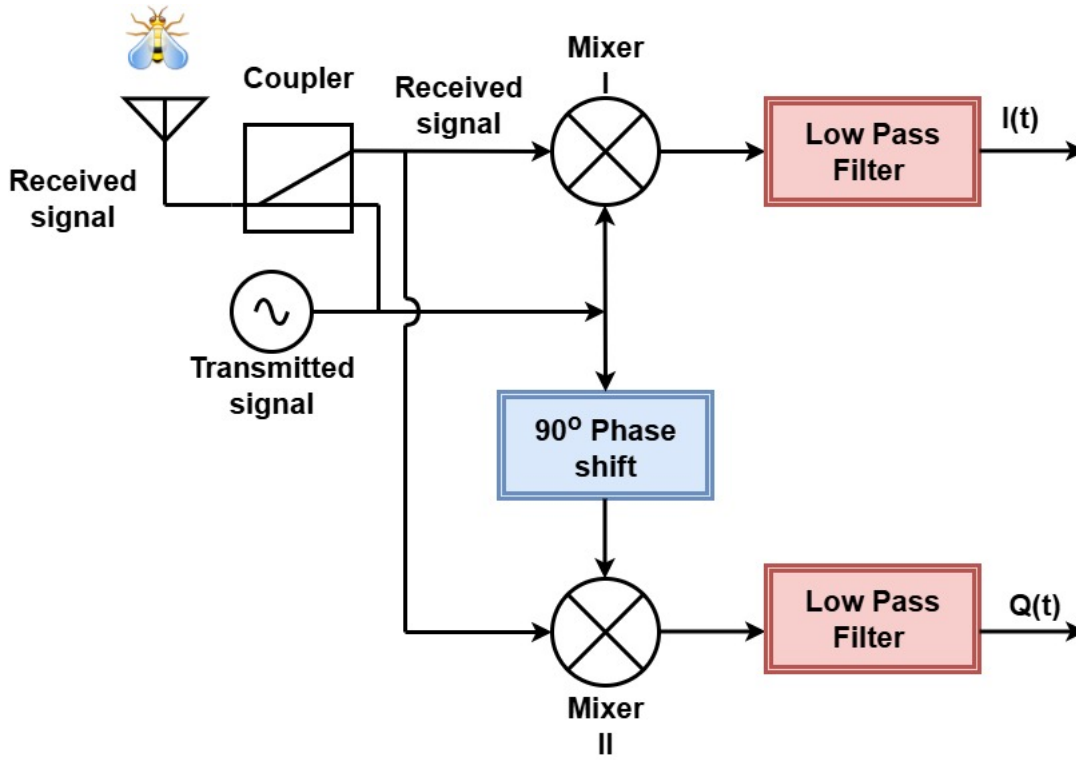 Mixer
I
Coupler
Received
signal
Low Pass
Filter
I(t)
Received
signal
Transmitted
signal
90° Phase
shift
Low Pass
Filter
Q(t)
Mixer
II